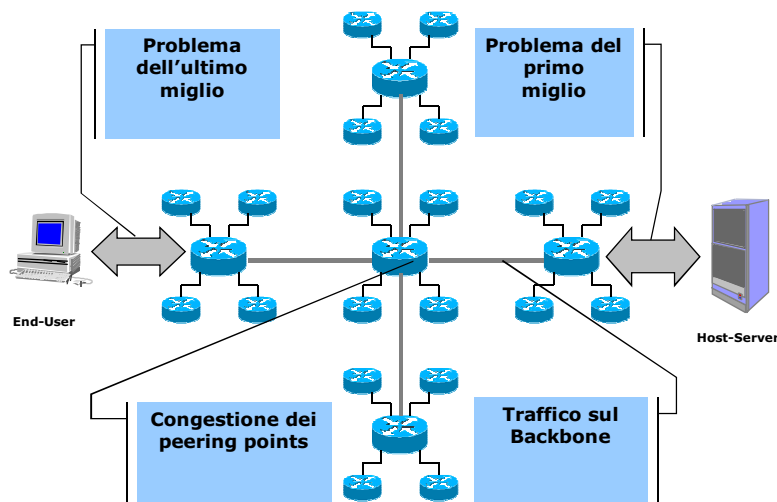 Problema
dell'ultimo
miglio
Problema del
primo
miglio
End-User
Host-Server
Congestione dei
peering points
Traffico sul
Backbone